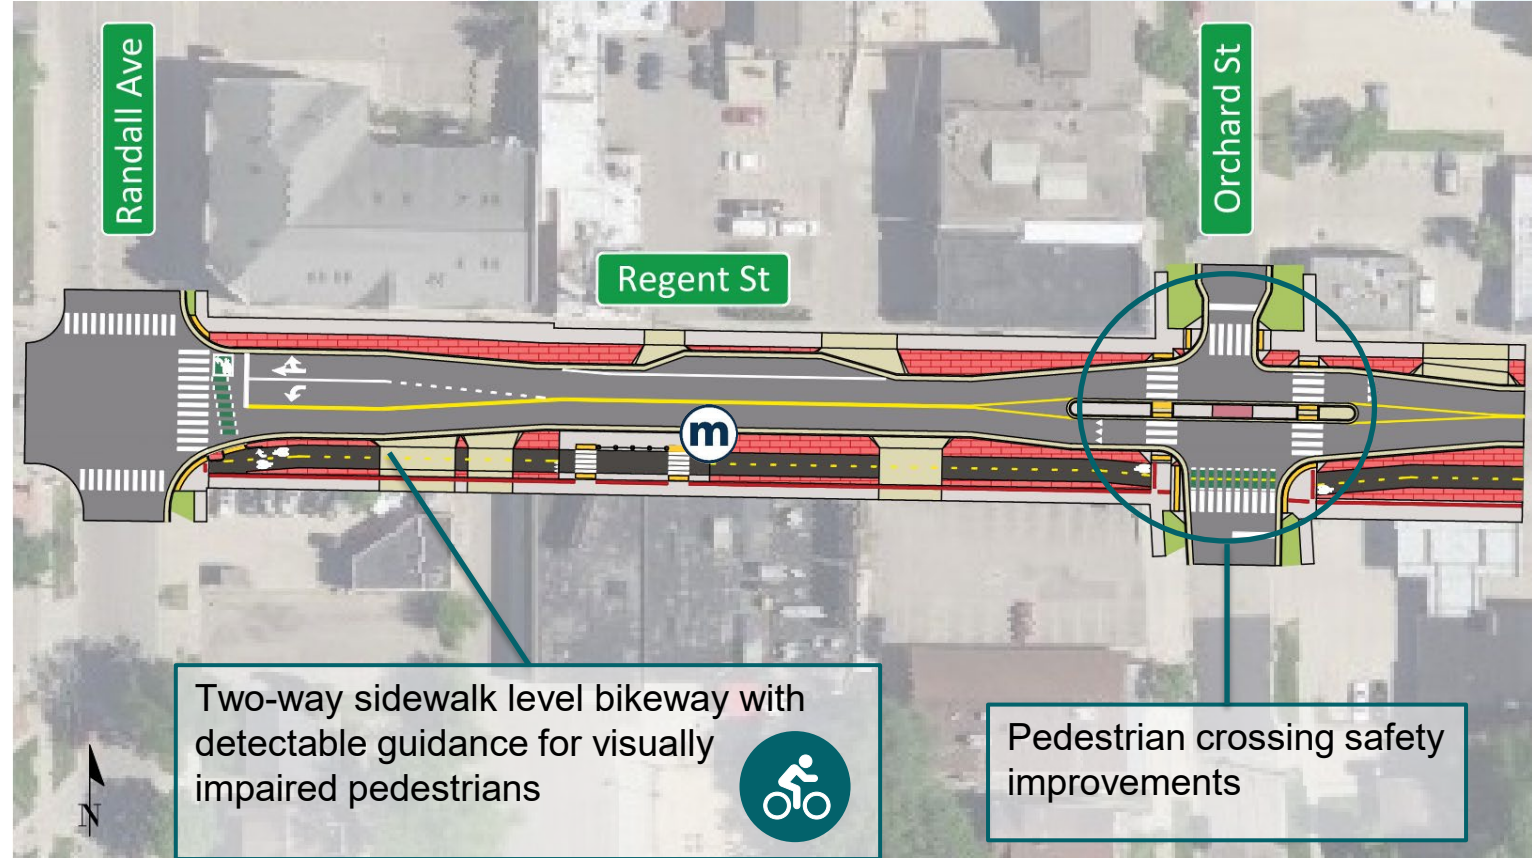 Randall Ave
Orchard St
Regent St
m
Two-way sidewalk level bikeway with
detectable guidance for visually
impaired pedestrians
Pedestrian crossing safety
improvements
N